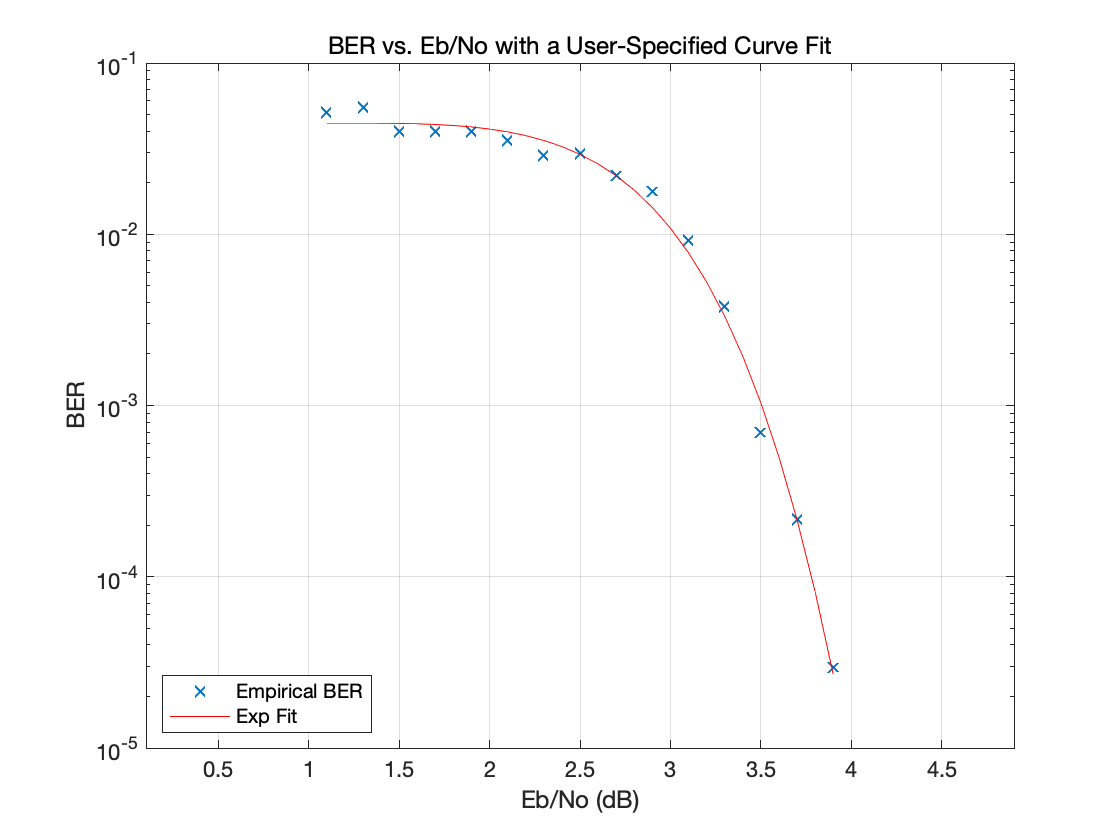 BER vs. Eb/No with a User-Specified Curve Fit
10^-1
10^-2
10^-3
10^-4
10^-5
BER
0.5 1 1.5 2 2.5 3 3.5 4 4.5
Eb/No (dB)
Empirical BER
Exp Fit